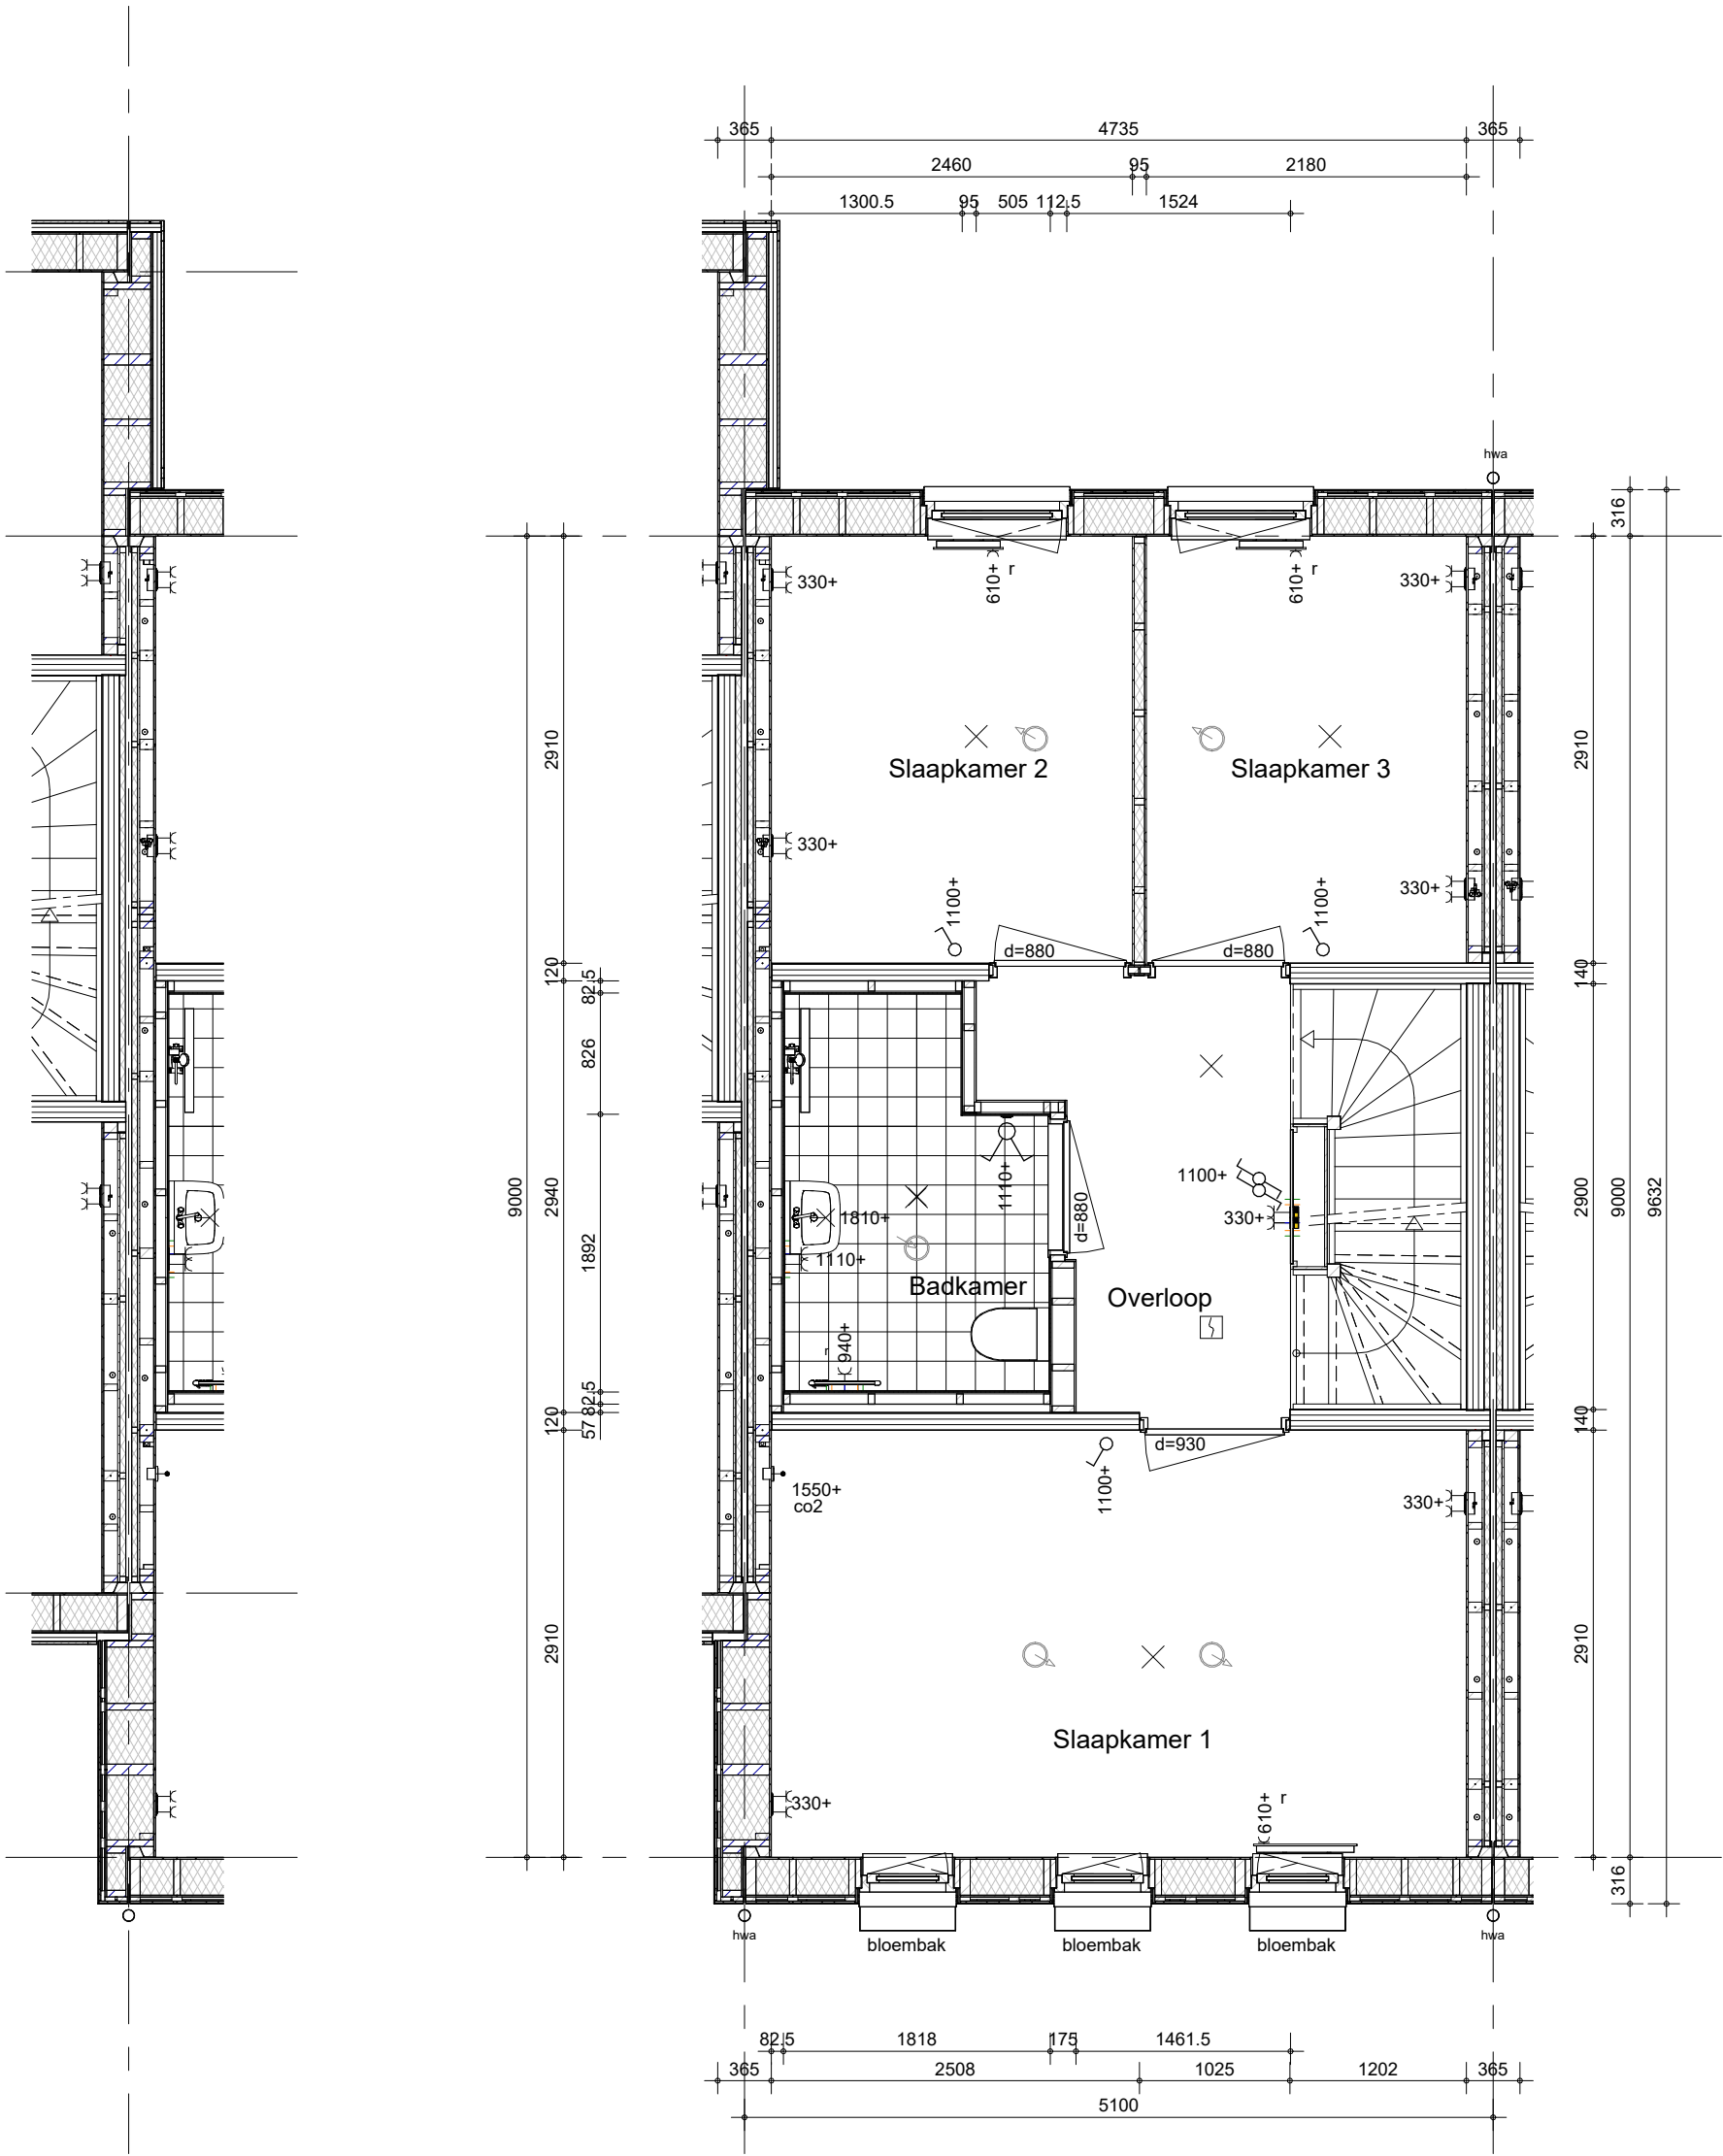 365 4735 365
2460 95 2180
1300.5 95 505 112.5 1524
hwa
316
330+ 610+ r 610+ r 330+
2910 2910
Slaapkamer 2 Slaapkamer 3
330+ 330+
1100+ 1100+
d=880 d=880
120 82.5 140
826
1100+
1110+
d=880
9000 2940 1810+ 330+ 2900 9000 9632
1892 1110+
Badkamer Overloop
r 940+
120 57 82.5 140
d=930
1100+
1550+ 330+
co2
2910 2910
Slaapkamer 1
330+ 610+ r
316
hwa hwa
bloembak bloembak bloembak
82.5 1818 175 1461.5
365 2508 1025 1202 365
5100